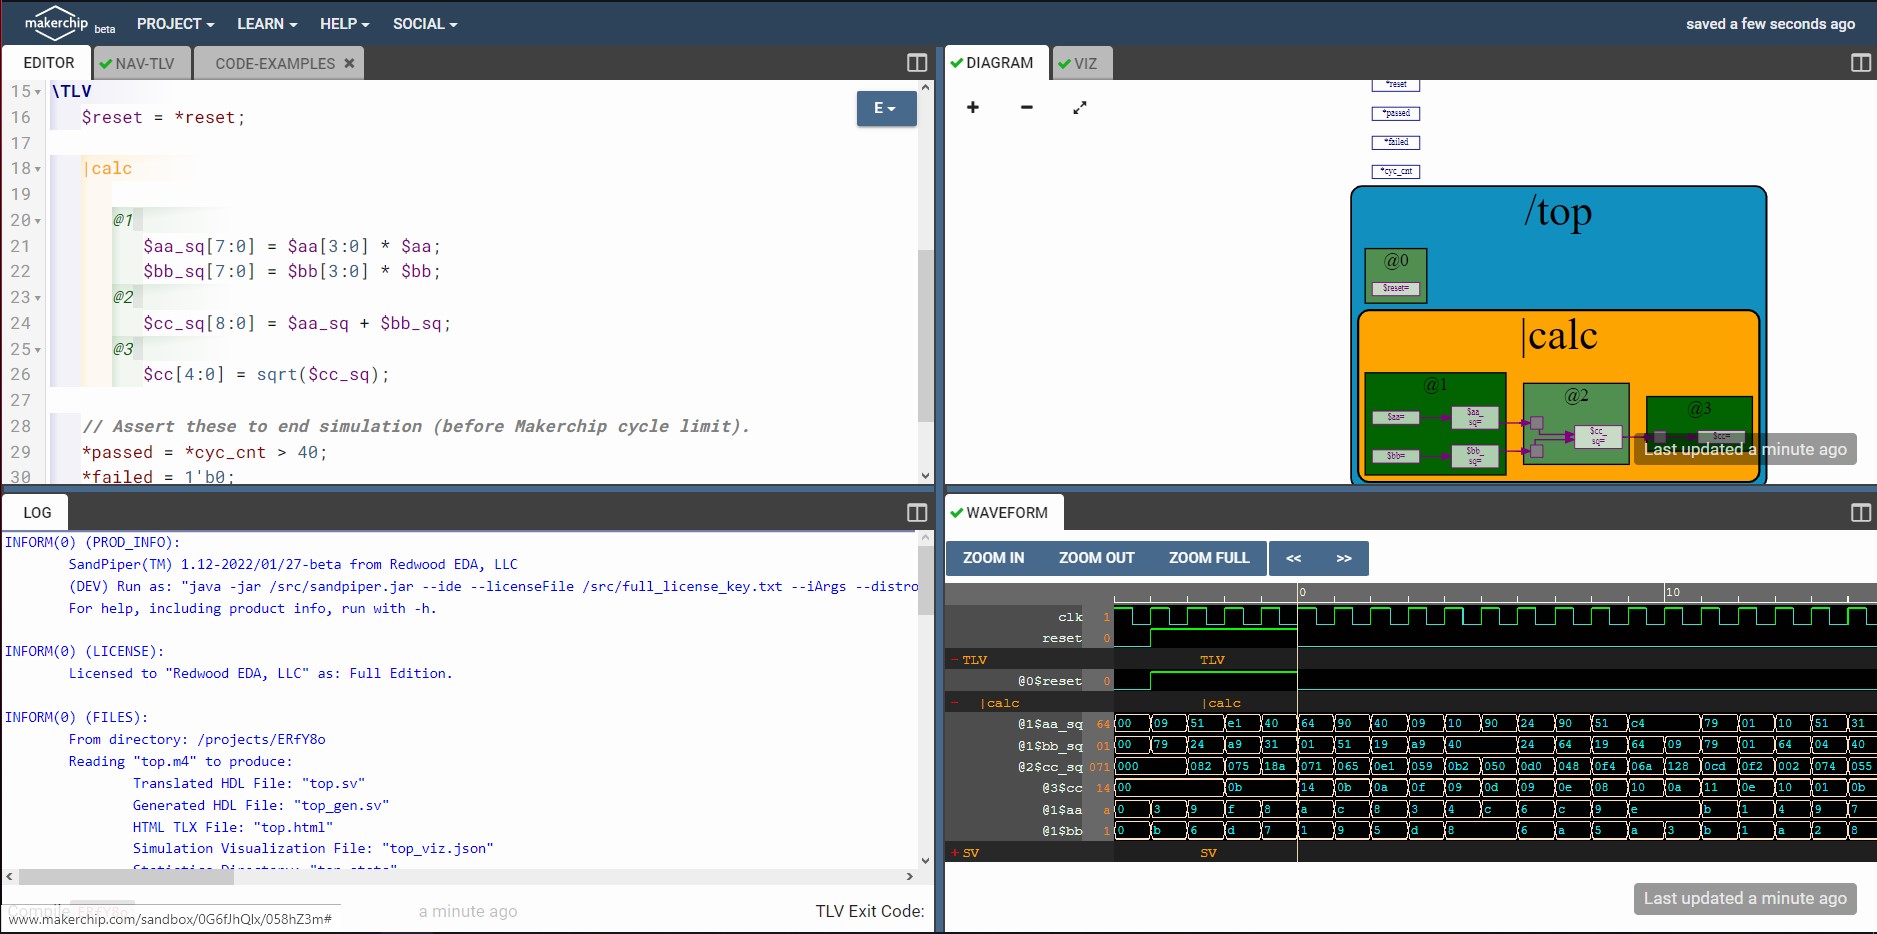 makerchip beta PROJECT LEARN HELP SOCIAL saved a few seconds ago
EDITOR NAV-TLV CODE-EXAMPLES
15 \TLV
16 $reset = *reset;
17
18 |calc
19
20 @1
21 $aa_sq[7:0] = $aa[3:0] * $aa;
22 $bb_sq[7:0] = $bb[3:0] * $bb;
23 @2
24 $cc_sq[8:0] = $aa_sq + $bb_sq;
25 @3
26 $cc[4:0] = sqrt($cc_sq);
27
28 // Assert these to end simulation (before Makerchip cycle limit).
29 *passed = *cyc_cnt > 40;
30 *failed = 1'b0;
E
DIAGRAM VIZ
*reset
*passed
*failed
*cyc_cnt
/top
@0
$reset=
|calc
@1
$aa=
$aa_
sq=
$bb=
$bb_
sq=
@2
$cc_
sq=
@3
$cc=
Last updated a minute ago
LOG
INFORM(0) (PROD_INFO):
SandPiper(TM) 1.12-2022/01/27-beta from Redwood EDA, LLC
(DEV) Run as: "java -jar /src/sandpiper.jar --ide --licenseFile /src/full_license_key.txt --iArgs --distro
For help, including product info, run with -h.
INFORM(0) (LICENSE):
Licensed to "Redwood EDA, LLC" as: Full Edition.
INFORM(0) (FILES):
From directory: /projects/ERfY8o
Reading "top.m4" to produce:
Translated HDL File: "top.sv"
Generated HDL File: "top_gen.sv"
HTML TLX File: "top.html"
Simulation Visualization File: "top_viz.json"
Statistics Directory: "top_stats"
Compile ERfY8o a minute ago TLV Exit Code:
www.makerchip.com/sandbox/0G6fJhQlx/058hZ3m#
WAVEFORM
ZOOM IN ZOOM OUT ZOOM FULL << >>
0 10
clk 1
reset 0
- TLV TLV
@0$reset 0
- |calc |calc
@1$aa_sq 64 00 09 51 e1 40 64 90 40 09 10 90 24 90 51 c4 79 01 10 51 31
@1$bb_sq 01 00 79 24 a9 31 01 51 19 a9 40 24 64 19 64 09 79 01 64 04 40
@2$cc_sq 071 000 082 075 18a 071 065 0e1 059 0b2 050 0d0 048 0f4 06a 128 0cd 0f2 002 074 055
@3$cc 14 00 0b 14 0b 0a 0f 09 0d 09 0e 08 10 0a 11 0e 10 01 0b
@1$aa a 0 3 9 f 8 a c 8 3 4 c 6 c 9 e b 1 4 9 7
@1$bb 1 0 b 6 d 7 1 9 5 d 8 6 a 5 a 3 b 1 a 2 8
+ SV SV
Last updated a minute ago